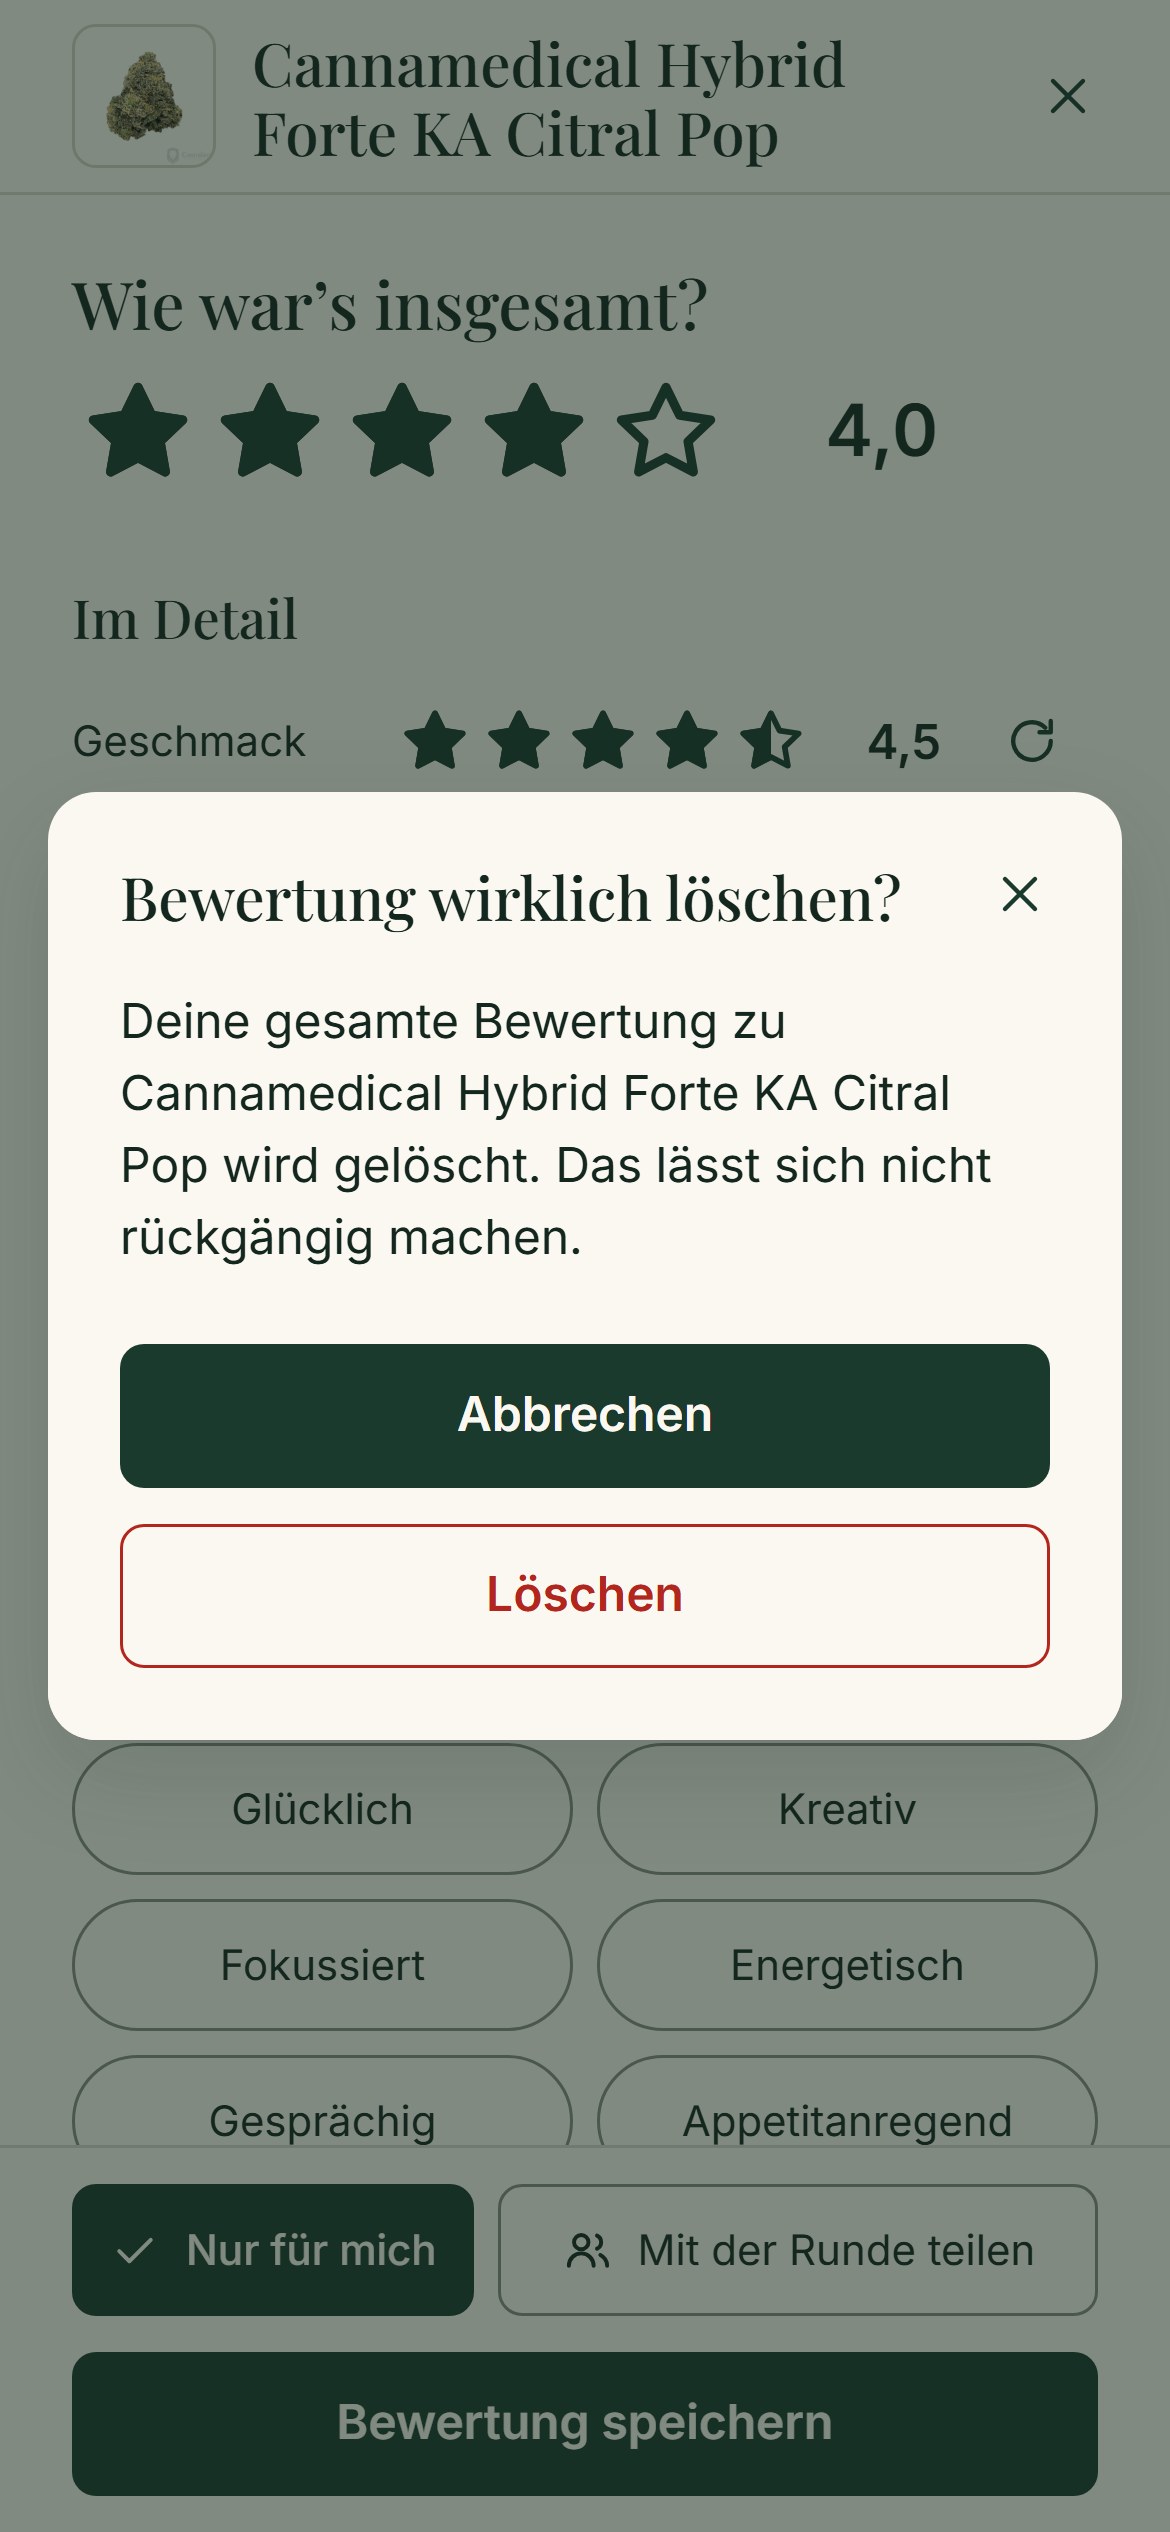 Cannamedical Hybrid
Forte KA Citral Pop
Wie war’s insgesamt?
4,0
Im Detail
Geschmack 4,5
Bewertung wirklich löschen?
Deine gesamte Bewertung zu
Cannamedical Hybrid Forte KA Citral
Pop wird gelöscht. Das lässt sich nicht
rückgängig machen.
Abbrechen
Löschen
Glücklich Kreativ
Fokussiert Energetisch
Gesprächig Appetitanregend
Nur für mich Mit der Runde teilen
Bewertung speichern